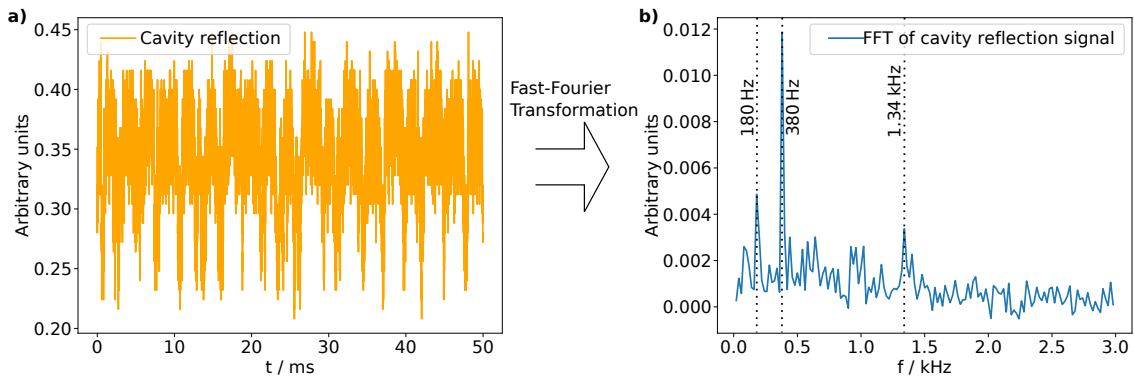 a)
Cavity reflection
0.45
0.40
0.35
0.30
0.25
0.20
Arbitrary units
0
10
20
30
40
50
t / ms
Fast-Fourier
Transformation
b)
FFT of cavity reflection signal
180 Hz
380 Hz
1.34 kHz
0.012
0.010
0.008
0.006
0.004
0.002
0.000
Arbitrary units
0.0
0.5
1.0
1.5
2.0
2.5
3.0
f / kHz